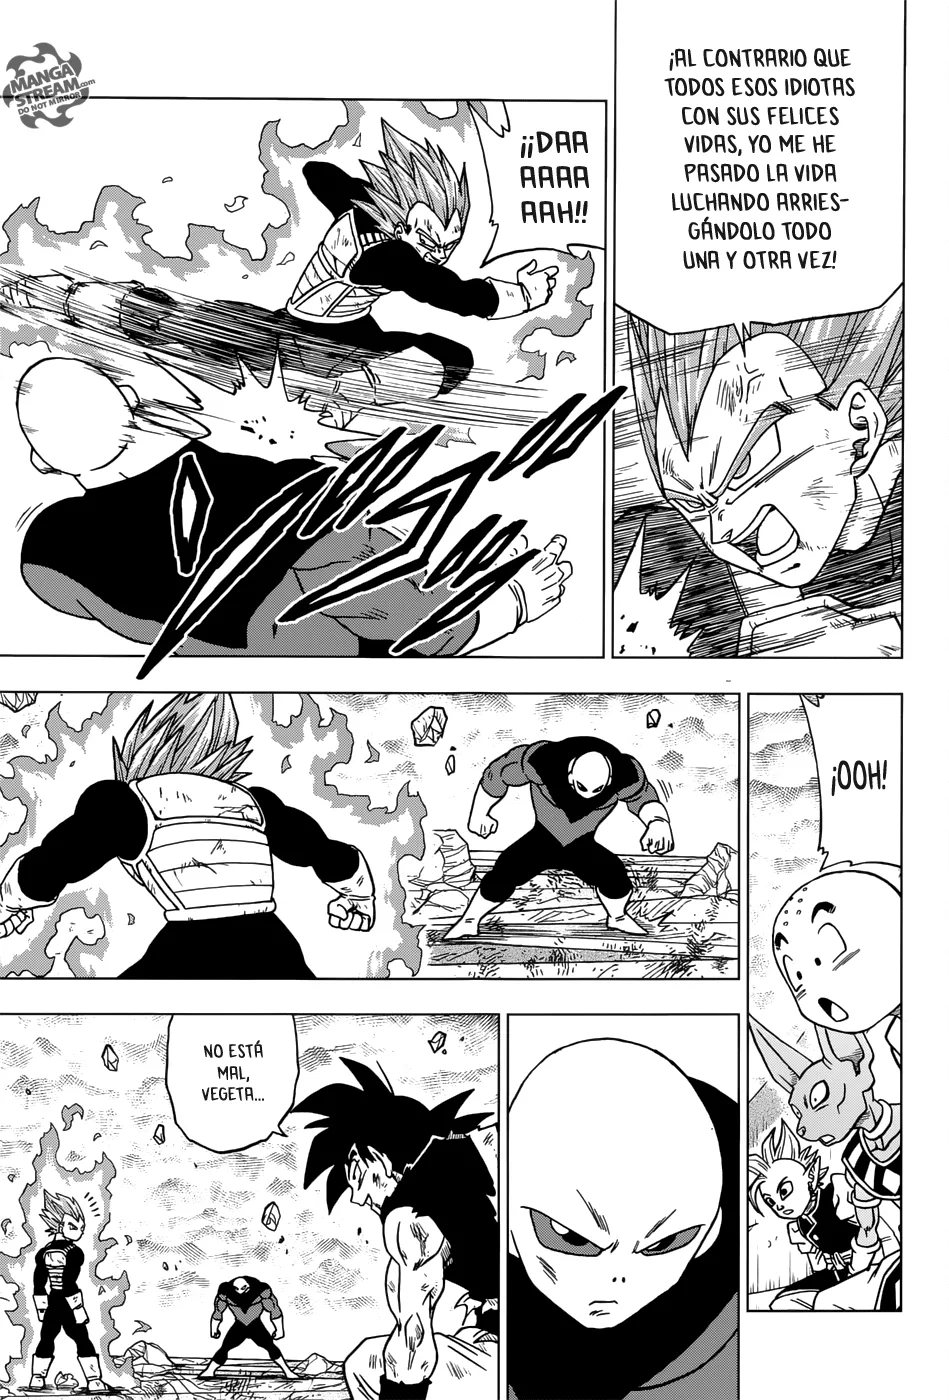 ¡AL CONTRARIO QUE
TODOS ESOS IDIOTAS
CON SUS FELICES
VIDAS, YO ME HE
PASADO LA VIDA
LUCHANDO ARRIES-
GÁNDOLO TODO
UNA Y OTRA VEZ!
¡¡DAA
AAAA
AAH!!
MANGA
STREAM.com
DO NOT MIRROR
¡OOH!
NO ESTÁ
MAL,
VEGETA...